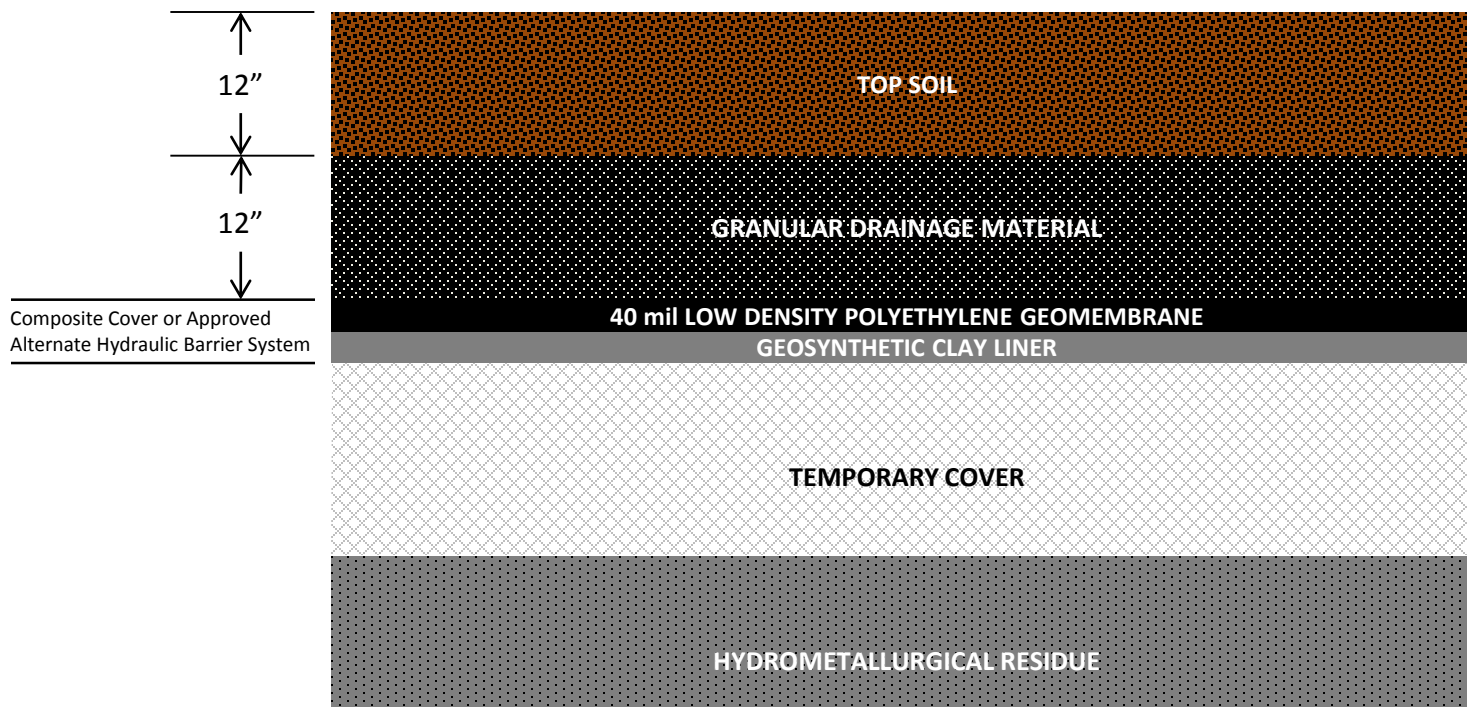 12”
TOP SOIL
12”
GRANULAR DRAINAGE MATERIAL
Composite Cover or Approved
Alternate Hydraulic Barrier System
40 mil LOW DENSITY POLYETHYLENE GEOMEMBRANE
GEOSYNTHETIC CLAY LINER
TEMPORARY COVER
HYDROMETALLURGICAL RESIDUE